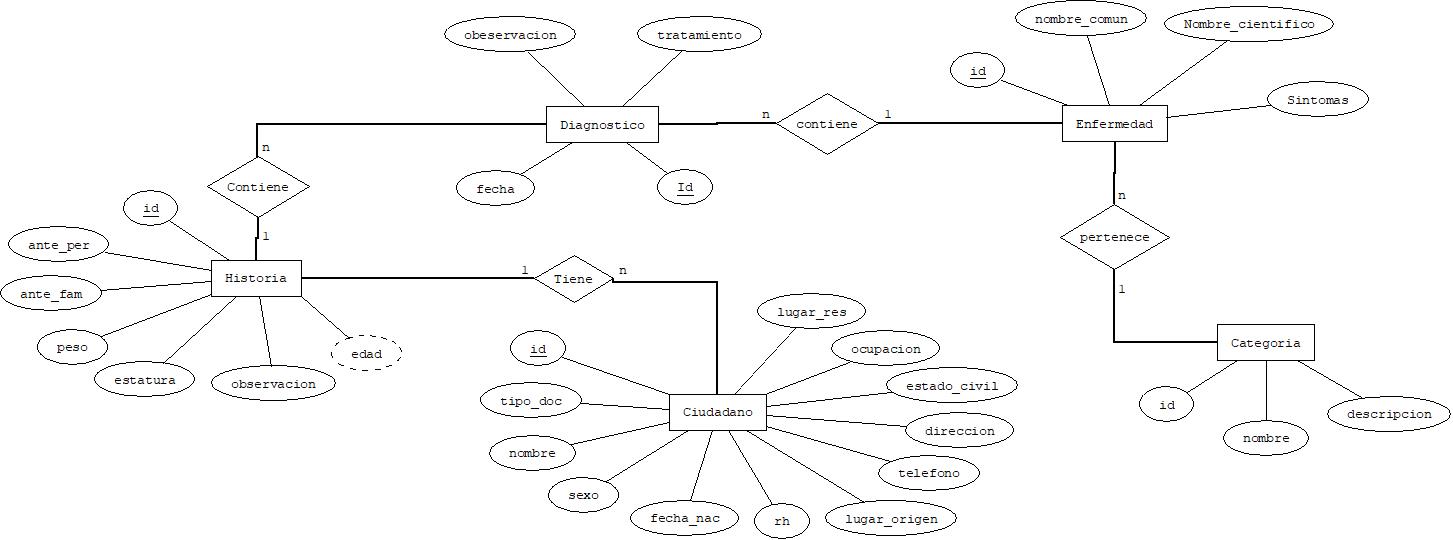 nombre_comun
Nombre_cientifico
obeservacion
tratamiento
id
Sintomas
Diagnostico
n
contiene
1
Enfermedad
n
fecha
Id
Contiene
n
id
1
pertenece
ante_per
Historia
1
Tiene
n
ante_fam
1
lugar_res
peso
edad
id
ocupacion
Categoria
estatura
observacion
estado_civil
tipo_doc
Ciudadano
id
descripcion
direccion
nombre
nombre
telefono
sexo
fecha_nac
rh
lugar_origen